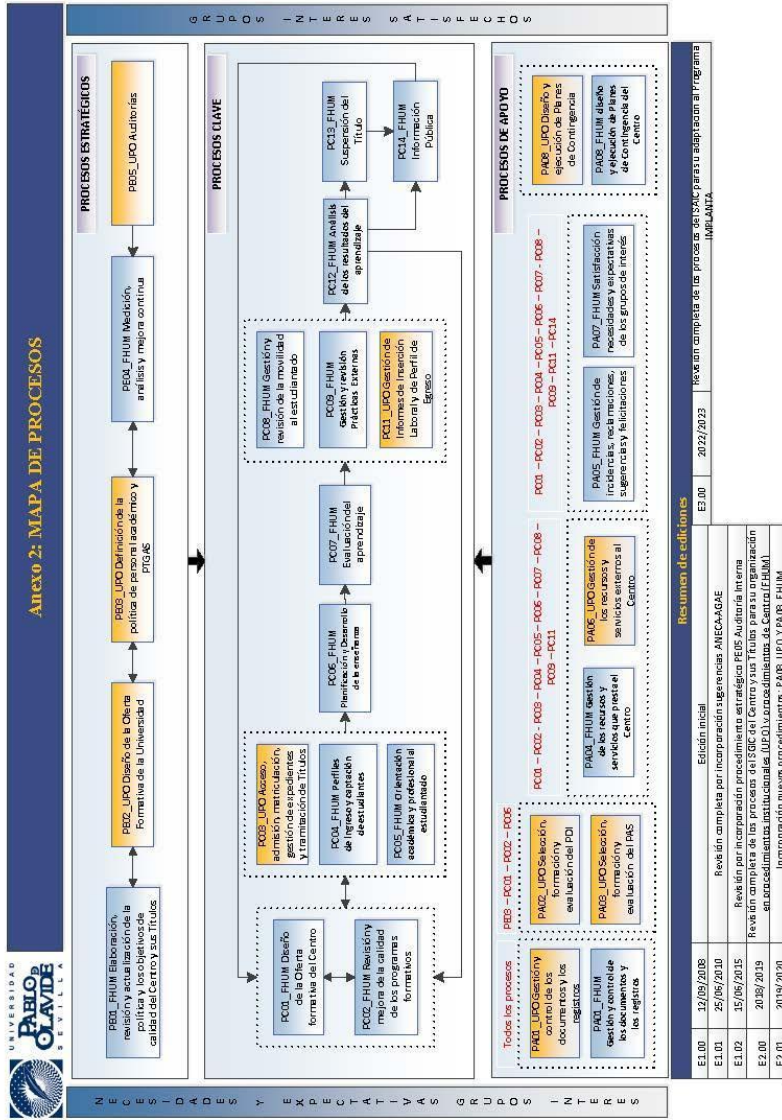 UNIVERSIDAD
PABLO DE
OLAVIDE
SEVILLA
Anexo 2: MAPA DE PROCESOS
NECESIDADES Y EXPECTATIVAS GRUPOS INTERES
PROCESOS ESTRATÉGICOS
PE01_FHUM Elaboración,
revisión y actualización de la
política y los objetivos de
calidad del Centro y sus Títulos
PE02_UPO Diseño de la Oferta
Formativa de la Universidad
PE03_UPO Definición de la
política de personal académico y
PTGAS
PE04_FHUM Medición,
análisis y mejora continua
PE05_UPO Auditorías
PROCESOS CLAVE
PC01_FHUM Diseño
de la Oferta
formativa del Centro
PC02_FHUM Revisión y
mejora de la calidad
de los programas
formativos
PC03_UPO Acceso,
admisión, matriculación,
gestión de expedientes
y tramitación de Títulos
PC04_FHUM Perfiles
de Ingreso y captación
de estudiantes
PC05_FHUM Orientación
académica y profesional al
estudiantado
PC06_FHUM
Planificación y Desarrollo
de la enseñanza
PC07_FHUM
Evaluación del
aprendizaje
PC08_FHUM Gestión y
revisión de la movilidad
al estudiantado
PC09_FHUM
Gestión y revisión
Prácticas Externas
PC11_UPO Gestión de
Informes de Inserción
Laboral y de Perfil de
Egreso
PC12_FHUM Análisis
de los resultados del
aprendizaje
PC13_FHUM
Suspensión del
Título
PC14_FHUM
Información
Pública
PROCESOS DE APOYO
Todos los procesos
PA01_UPO Gestión y
control de los
documentos y los
registros
PA01_FHUM
Gestión y control de
los documentos y
los registros
PE03 – PC01 – PC02 – PC06
PA02_UPO Selección,
formación y
evaluación del PDI
PA03_UPO Selección,
formación y
evaluación del PAS
PC01 – PC02 - PC03 – PC04 – PC05 – PC06 – PC07 – PC08 –
PC09 – PC11
PA04_FHUM Gestión
de los recursos y
servicios que presta el
Centro
PA06_UPO Gestión de
los recursos y
servicios externos al
Centro
PC01 – PC02 – PC03 – PC04 – PC05 – PC06 – PC07 - PC08 –
PC09 – PC11 – PC14
PA05_FHUM Gestión de
incidencias, reclamaciones,
sugerencias y felicitaciones
PA07_FHUM Satisfacción
necesidades y expectativas
de los grupos de interés
PA08_UPO Diseño y
ejecución de Planes
de Contingencia
PA08_FHUM diseño
y ejecución de Planes
de Contingencia del
Centro
GRUPOS INTERES SATISFECHOS
Resumen de ediciones
E1.00 12/09/2008 Edición inicial
E1.01 25/06/2010 Revisión completa por incorporación sugerencias ANECA-AGAE
E1.02 15/06/2015 Revisión por incorporación procedimiento estratégico PE05 Auditoría Interna
E2.00 2018/2019 Revisión completa de los procesos del SGIC del Centro y sus Títulos para su organización
en procedimientos institucionales (UPO) y procedimientos de Centro (FHUM)
E2.01 2019/2020 Incorporación nuevos procedimientos: PA08_UPO Y PA08_FHUM
E3.00 2022/2023 Revisión completa de los procesos del SAIC para su adaptación al Programa
IMPLANTA